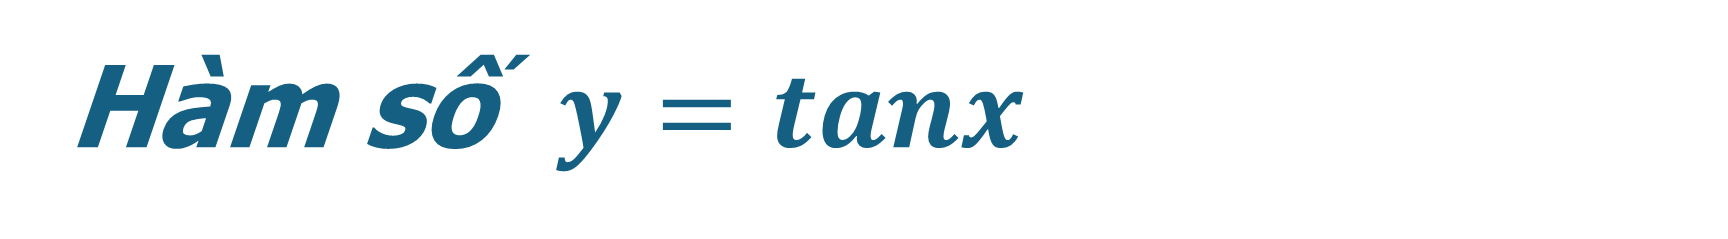 Hàm số y = tanx